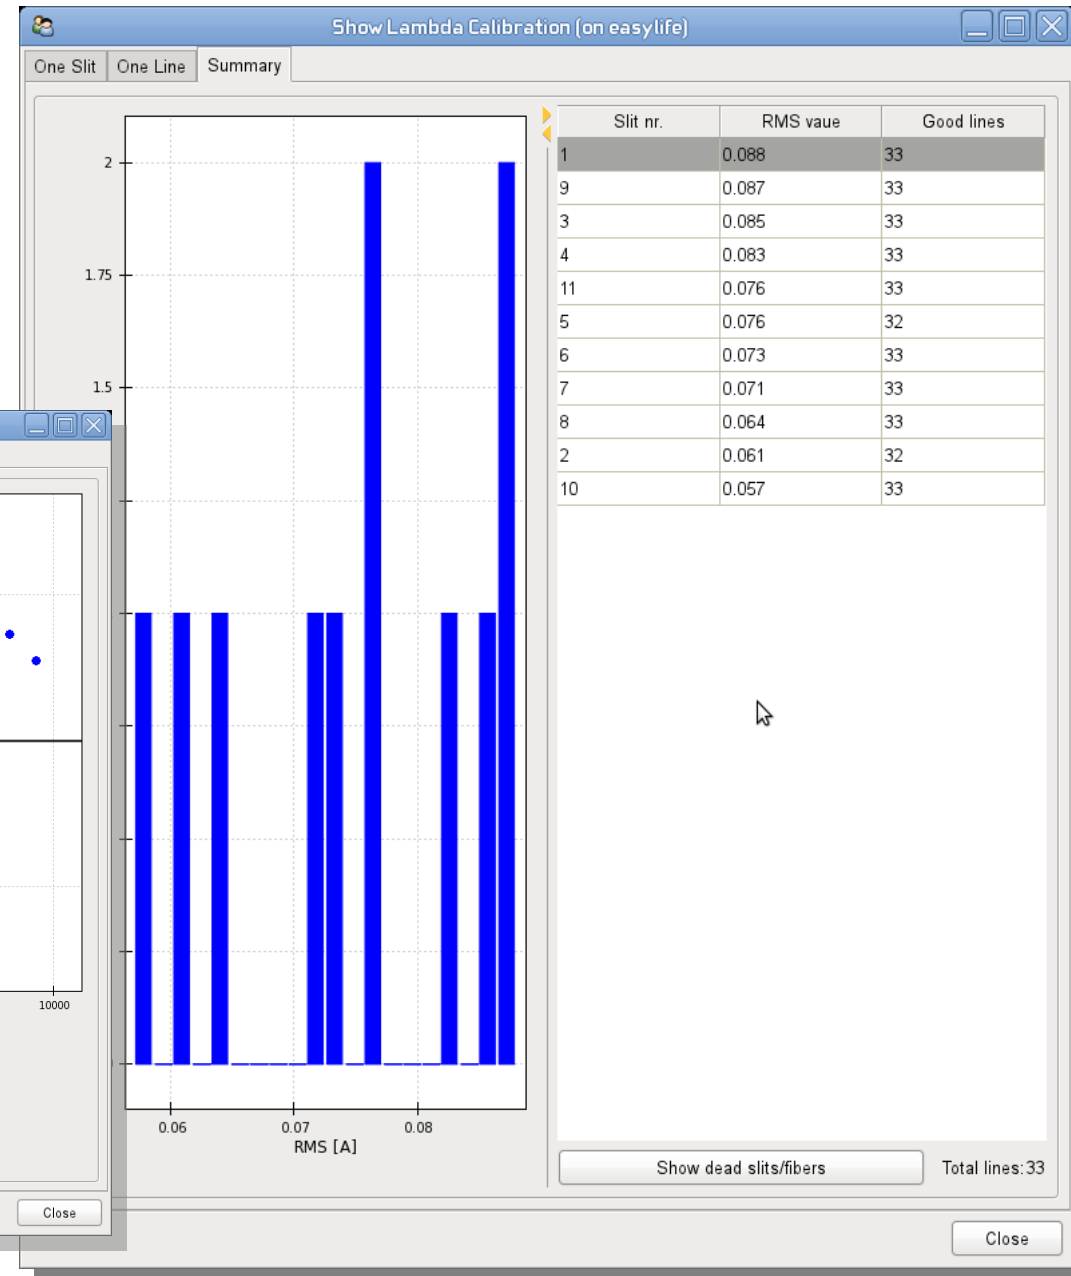 Show Lambda Calibration (on easylife)
One Slit One Line Summary
2
1.75
1.5
0.06 0.07 0.08
RMS [A]
Slit nr. RMS vaue Good lines
1 0.088 33
9 0.087 33
3 0.085 33
4 0.083 33
11 0.076 33
5 0.076 32
6 0.073 33
7 0.071 33
8 0.064 33
2 0.061 32
10 0.057 33
Show dead slits/fibers Total lines:33
Close
10000
Close